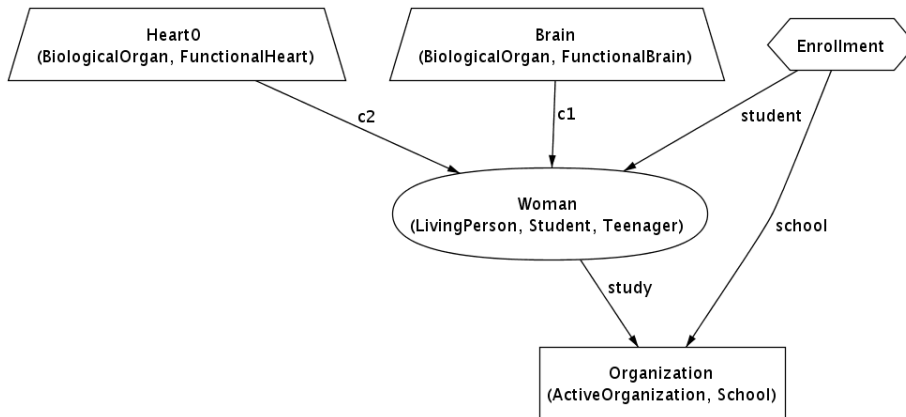 Heart0
(BiologicalOrgan, FunctionalHeart)
Brain
(BiologicalOrgan, FunctionalBrain)
Enrollment
c2
c1
student
Woman
(LivingPerson, Student, Teenager)
school
study
Organization
(ActiveOrganization, School)